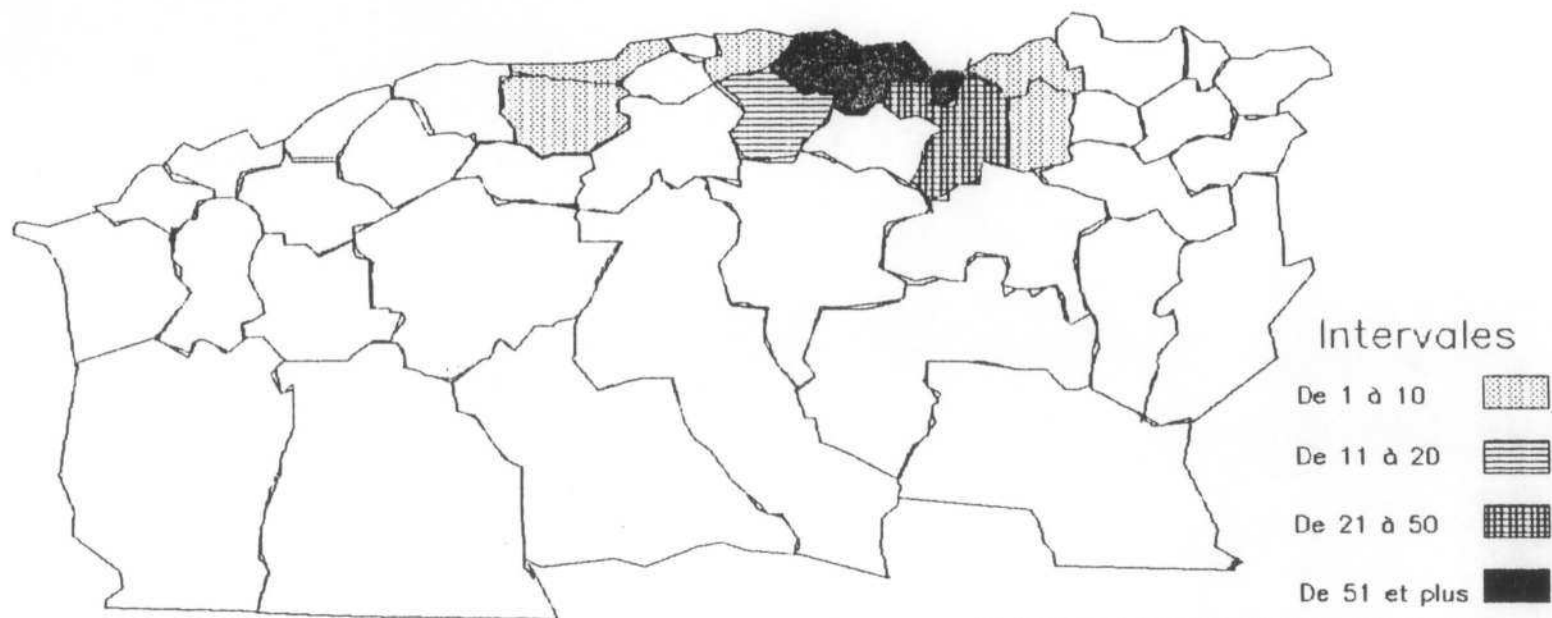 Intervales
De 1 à 10
De 11 à 20
De 21 à 50
De 51 et plus